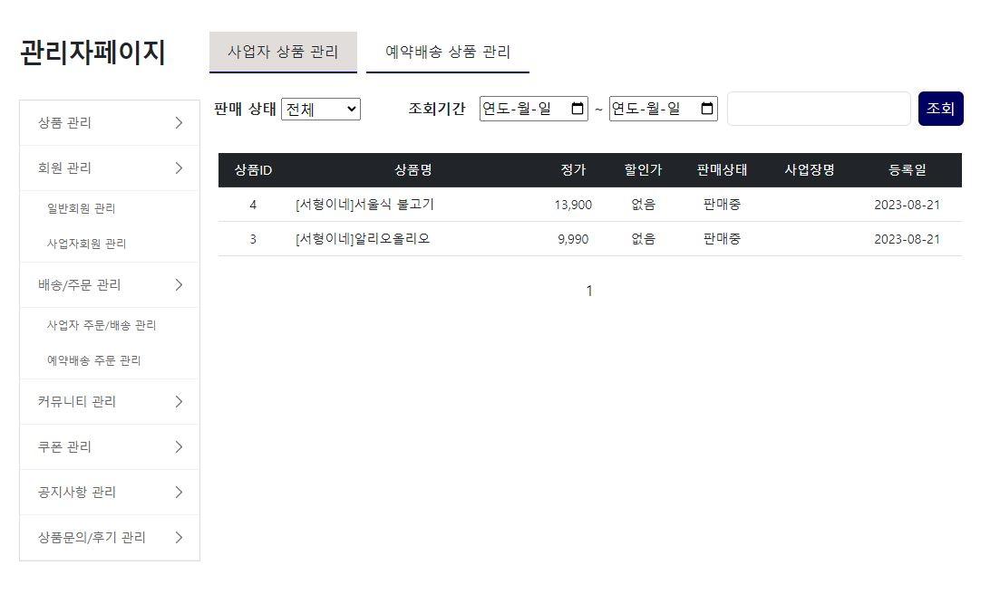 관리자페이지
사업자 상품 관리 예약배송 상품 관리
상품 관리
회원 관리
일반회원 관리
사업자회원 관리
배송/주문 관리
사업자 주문/배송 관리
예약배송 주문 관리
커뮤니티 관리
쿠폰 관리
공지사항 관리
상품문의/후기 관리
판매 상태 전체 조회기간 연도-월-일 ~ 연도-월-일 조회
상품ID 상품명 정가 할인가 판매상태 사업장명 등록일
4 [서형이네]서울식 불고기 13,900 없음 판매중 2023-08-21
3 [서형이네]알리오올리오 9,990 없음 판매중 2023-08-21
1